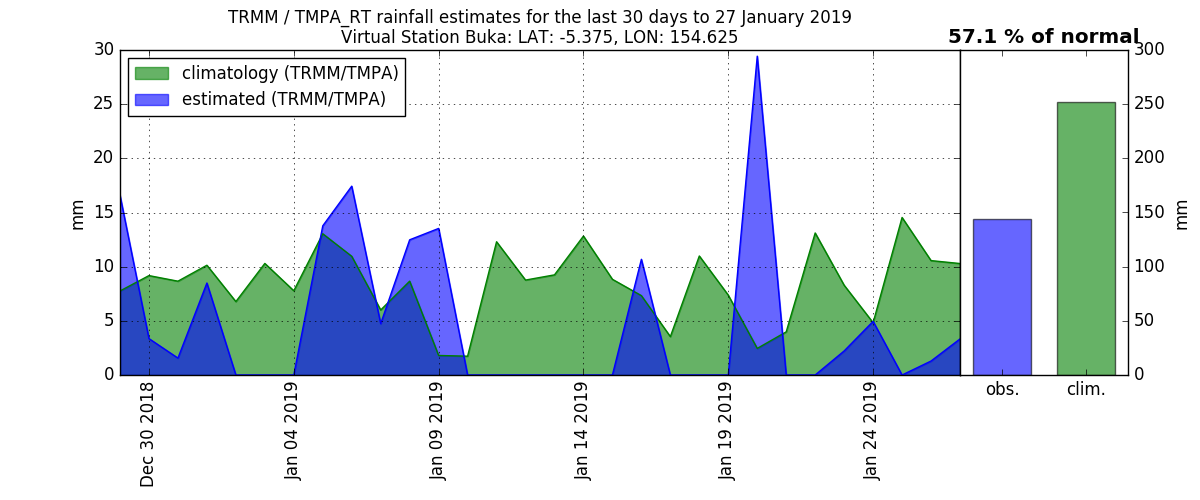 TRMM / TMPA_RT rainfall estimates for the last 30 days to 27 January 2019
Virtual Station Buka: LAT: -5.375, LON: 154.625
57.1 % of normal
climatology (TRMM/TMPA)
estimated (TRMM/TMPA)
mm
30
25
20
15
10
5
0
Dec 30 2018
Jan 04 2019
Jan 09 2019
Jan 14 2019
Jan 19 2019
Jan 24 2019
obs.
clim.
300
250
200
150
100
50
0
mm